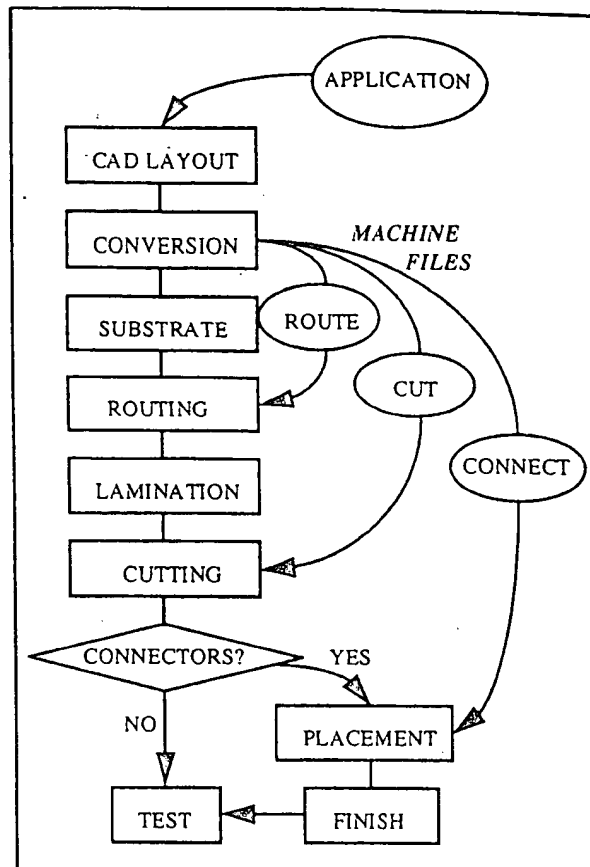 APPLICATION
CAD LAYOUT
CONVERSION
MACHINE
FILES
SUBSTRATE
ROUTE
ROUTING
CUT
LAMINATION
CONNECT
CUTTING
CONNECTORS?
YES
NO
PLACEMENT
TEST
FINISH